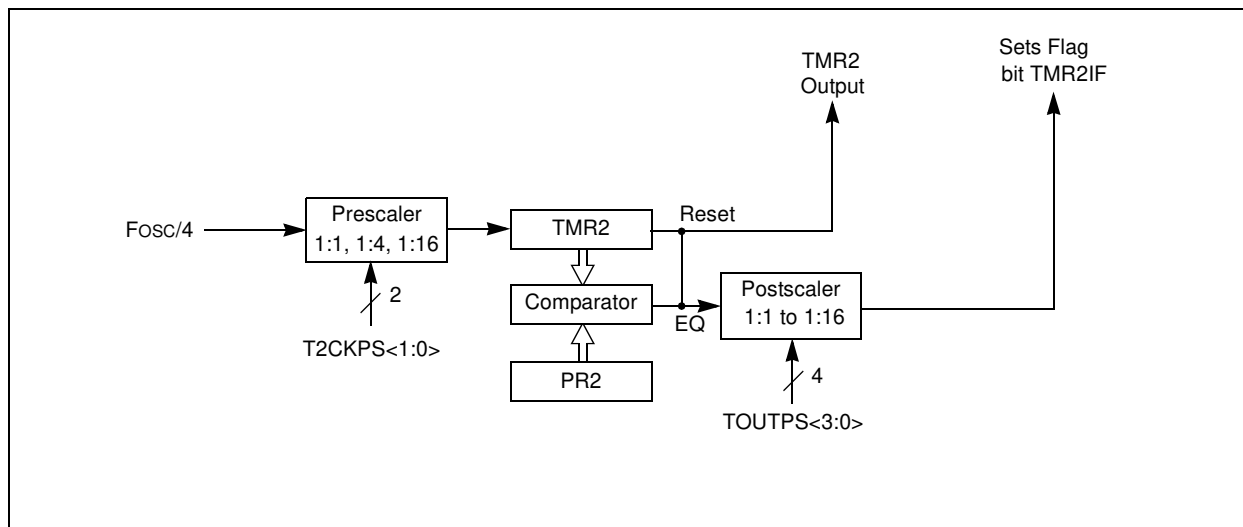 TMR2
Output
Sets Flag
bit TMR2IF
FOSC/4
Prescaler
1:1, 1:4, 1:16
2
T2CKPS<1:0>
TMR2
Reset
Comparator
EQ
PR2
Postscaler
1:1 to 1:16
4
TOUTPS<3:0>